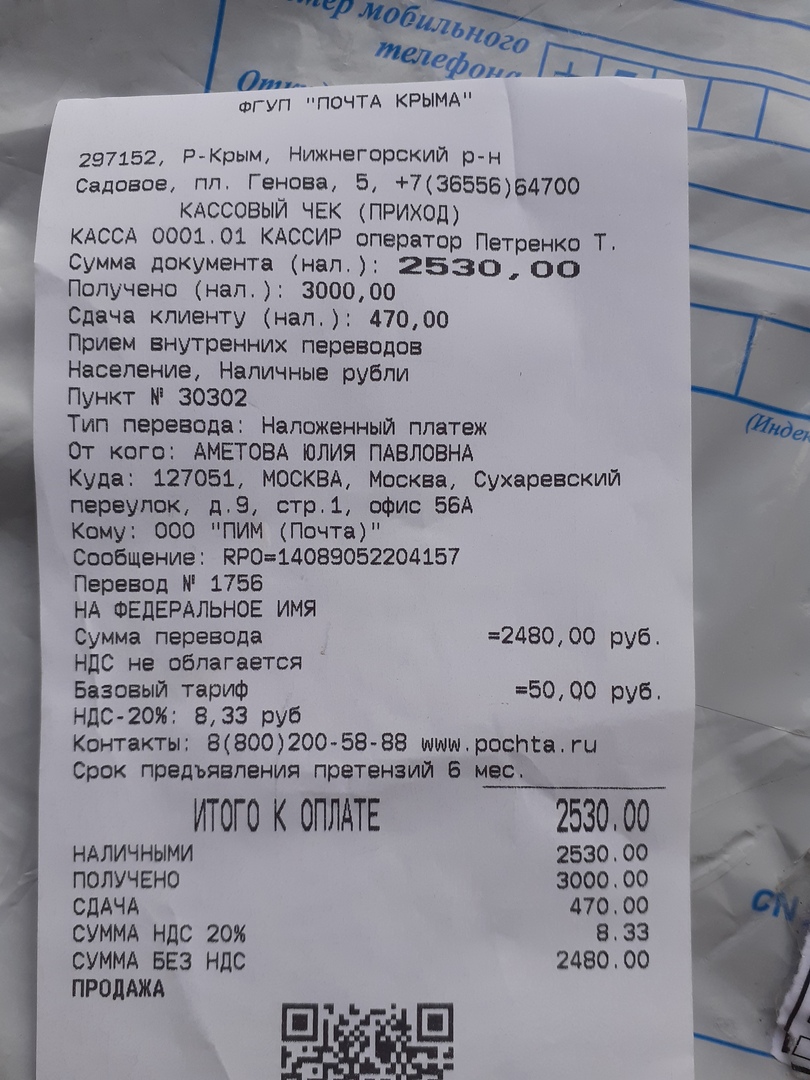 мобильного
телефона
ФГУП "ПОЧТА КРЫМА"
297152, Р-Крым, Нижнегорский р-н
Садовое, пл. Генова, 5, +7(36556)64700
КАССОВЫЙ ЧЕК (ПРИХОД)
КАССА 0001.01 КАССИР оператор Петренко Т.
Сумма документа (нал.): 2530,00
Получено (нал.): 3000,00
Сдача клиенту (нал.): 470,00
Прием внутренних переводов
Население, Наличные рубли
Пункт № 30302
Тип перевода: Наложенный платеж
От кого: АМЕТОВА ЮЛИЯ ПАВЛОВНА
Куда: 127051, МОСКВА, Москва, Сухаревский
переулок, д.9, стр.1, офис 56А
Кому: ООО "ПИМ (Почта)"
Сообщение: RPO=14089052204157
Перевод № 1756
НА ФЕДЕРАЛЬНОЕ ИМЯ
Сумма перевода =2480,00 руб.
НДС не облагается
Базовый тариф =50,00 руб.
НДС-20%: 8,33 руб
Контакты: 8(800)200-58-88 www.pochta.ru
Срок предъявления претензий 6 мес.
ИТОГО К ОПЛАТЕ 2530.00
НАЛИЧНЫМИ 2530.00
ПОЛУЧЕНО 3000.00
СДАЧА 470.00
СУММА НДС 20% 8.33
СУММА БЕЗ НДС 2480.00
ПРОДАЖА
(Индек
CN